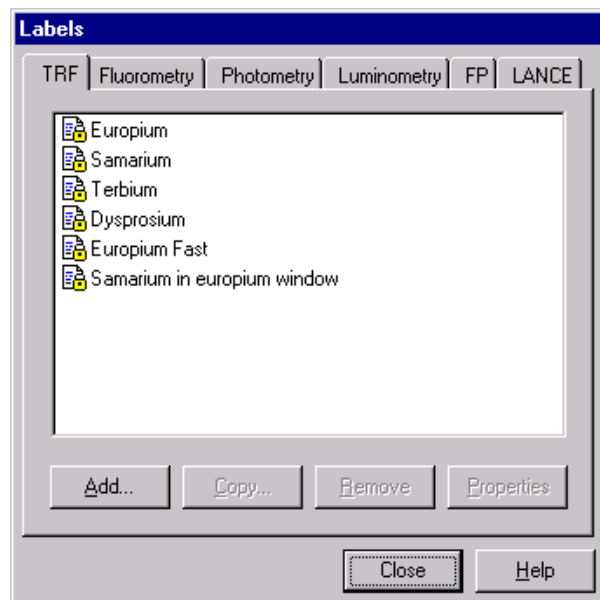 Labels
TRF Fluorometry Photometry Luminometry FP LANCE
Europium
Samarium
Terbium
Dysprosium
Europium Fast
Samarium in europium window
Add... Copy... Remove Properties
Close Help